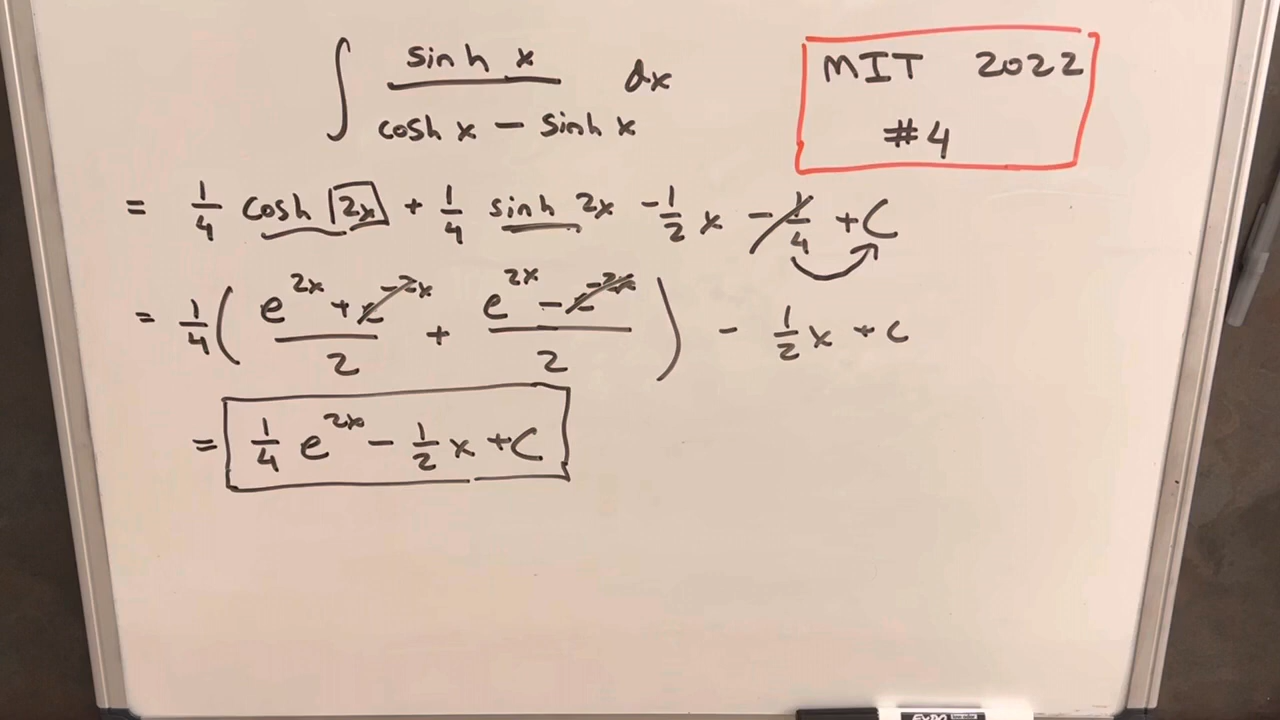 ∫ sinh x / (cosh x − sinh x) dx
MIT 2022
#4
= 1/4 cosh 2x + 1/4 sinh 2x − 1/2 x − 1/4 + C
= 1/4 ( (e^{2x} + e^{-2x})/2 + (e^{2x} − e^{-2x})/2 ) − 1/2 x + C
= 1/4 e^{2x} − 1/2 x + C
EXPO